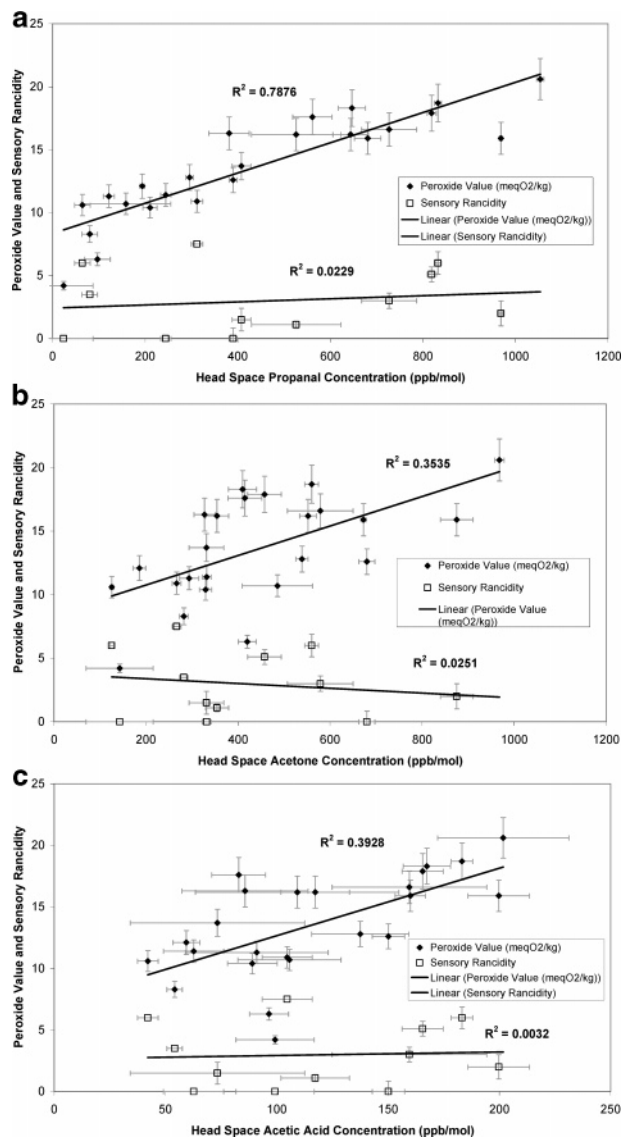 a
25
20
15
10
5
0
Peroxide Value and Sensory Rancidity
R² = 0.7876
Peroxide Value (meqO2/kg)
Sensory Rancidity
Linear (Peroxide Value (meqO2/kg))
Linear (Sensory Rancidity)
R² = 0.0229
0 200 400 600 800 1000 1200
Head Space Propanal Concentration (ppb/mol)
b
25
20
15
10
5
0
Peroxide Value and Sensory Rancidity
R² = 0.3535
Peroxide Value (meqO2/kg)
Sensory Rancidity
Linear (Peroxide Value
(meqO2/kg))
R² = 0.0251
0 200 400 600 800 1000 1200
Head Space Acetone Concentration (ppb/mol)
c
25
20
15
10
5
0
Peroxide Value and Sensory Rancidity
R² = 0.3928
Peroxide Value (meqO2/kg)
Sensory Rancidity
Linear (Peroxide Value (meqO2/kg))
Linear (Sensory Rancidity)
R² = 0.0032
0 50 100 150 200 250
Head Space Acetic Acid Concentration (ppb/mol)